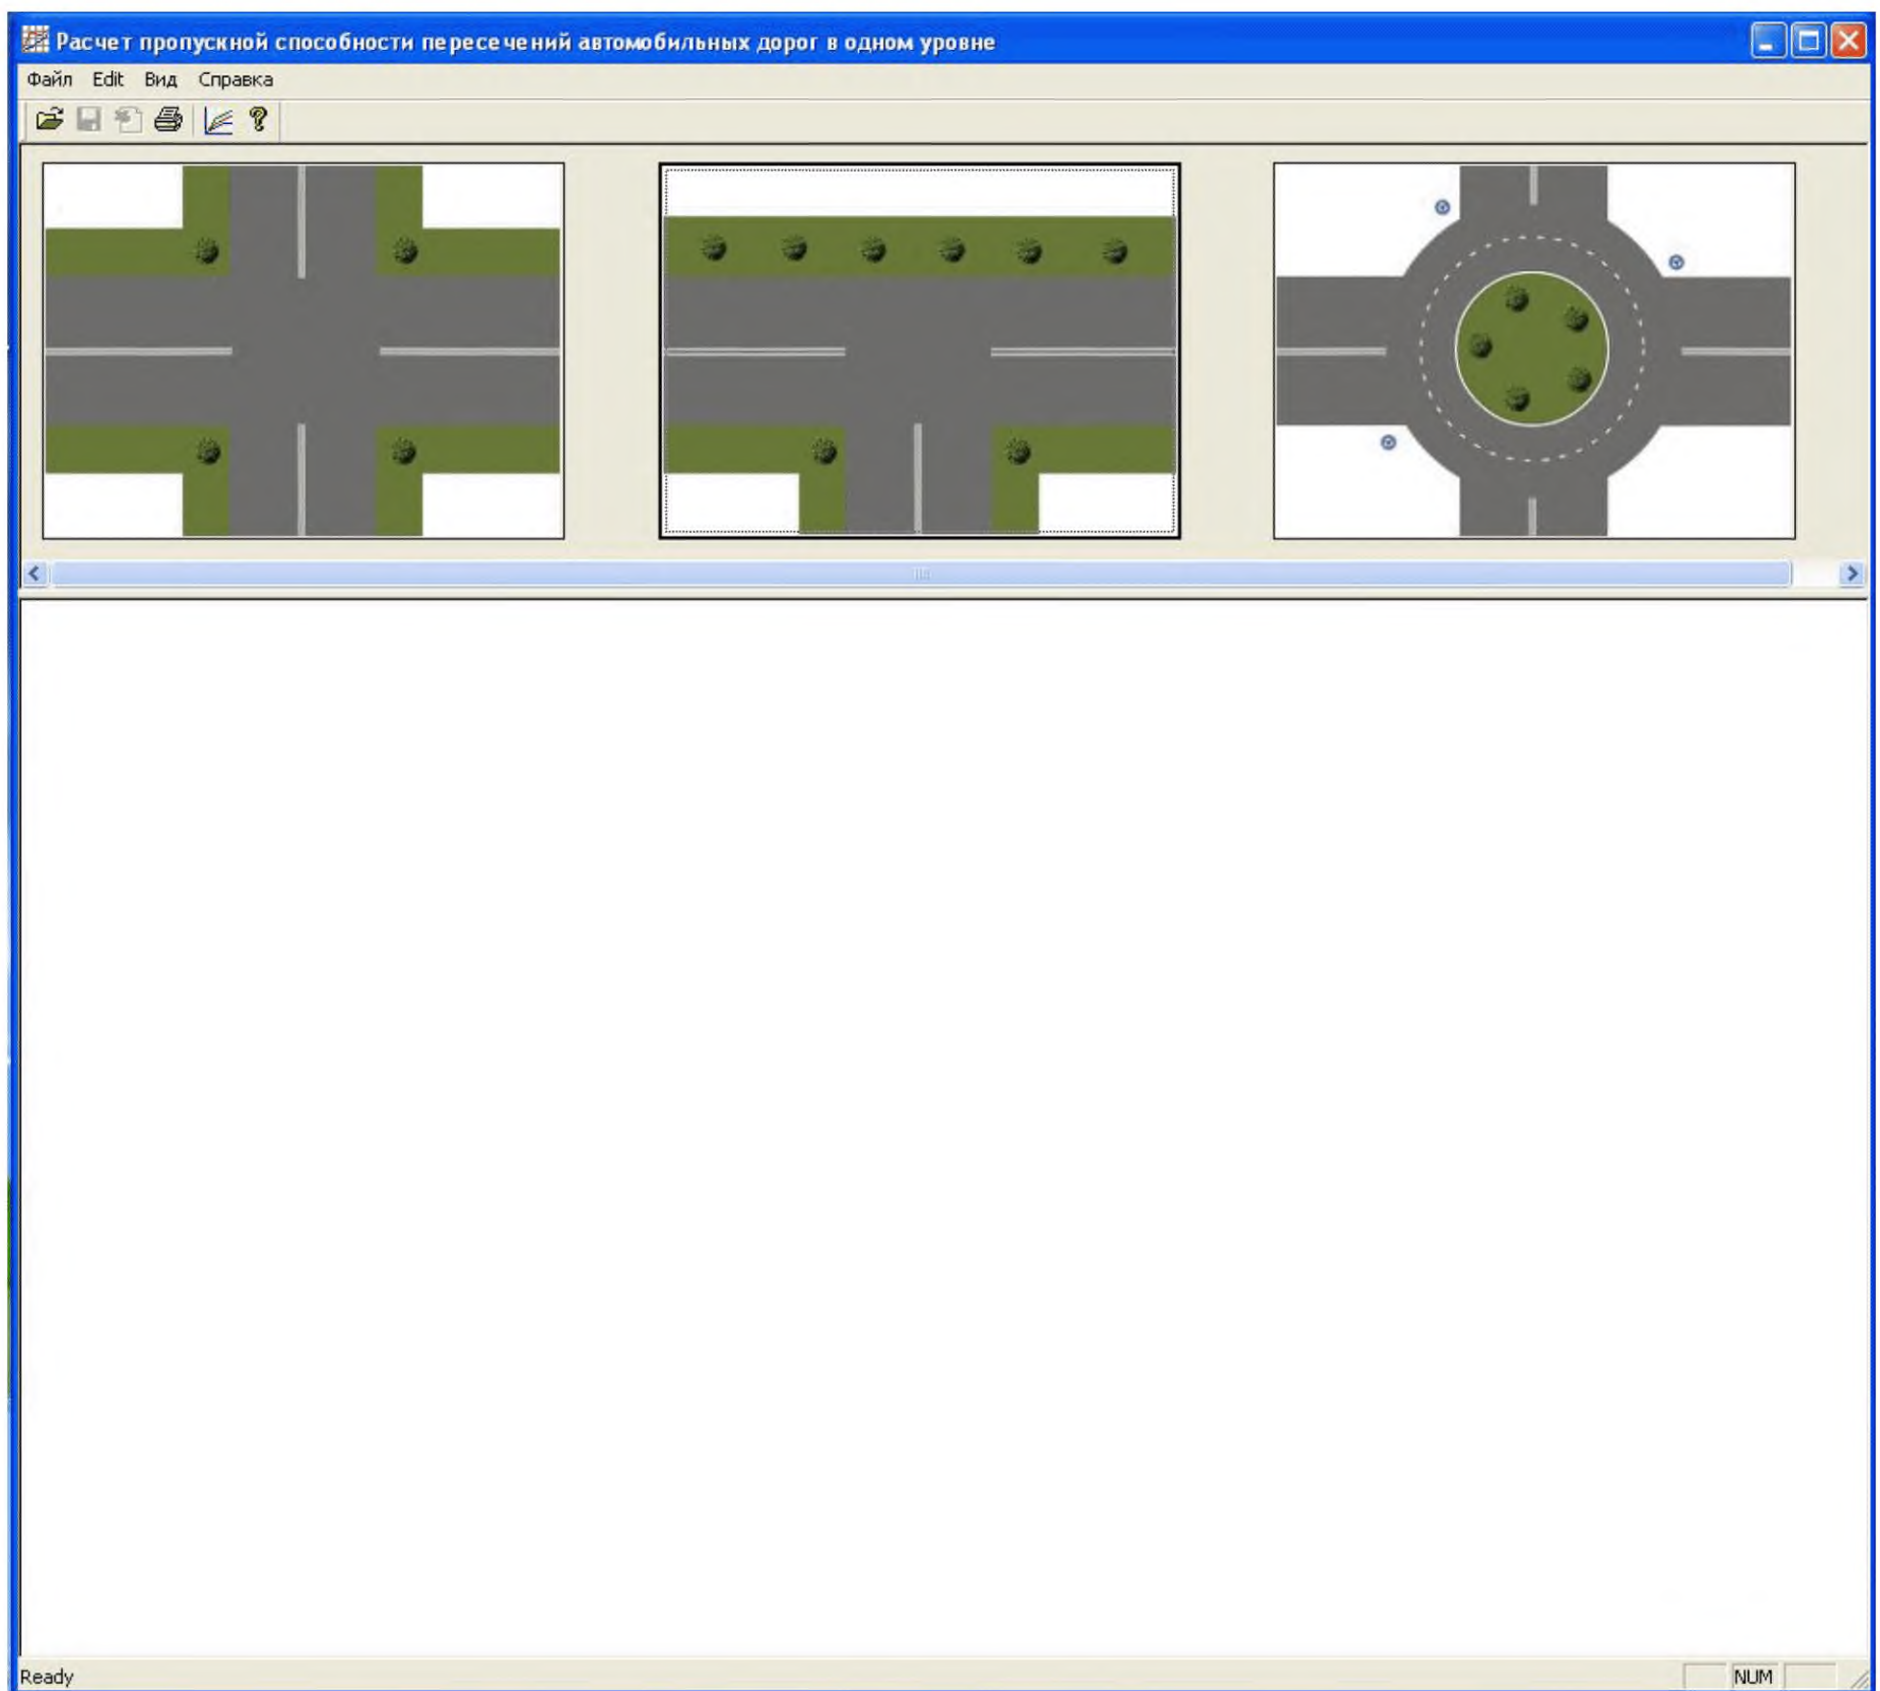 Расчет пропускной способности пересечений автомобильных дорог в одном уровне
Файл Edit Вид Справка
Ready
NUM